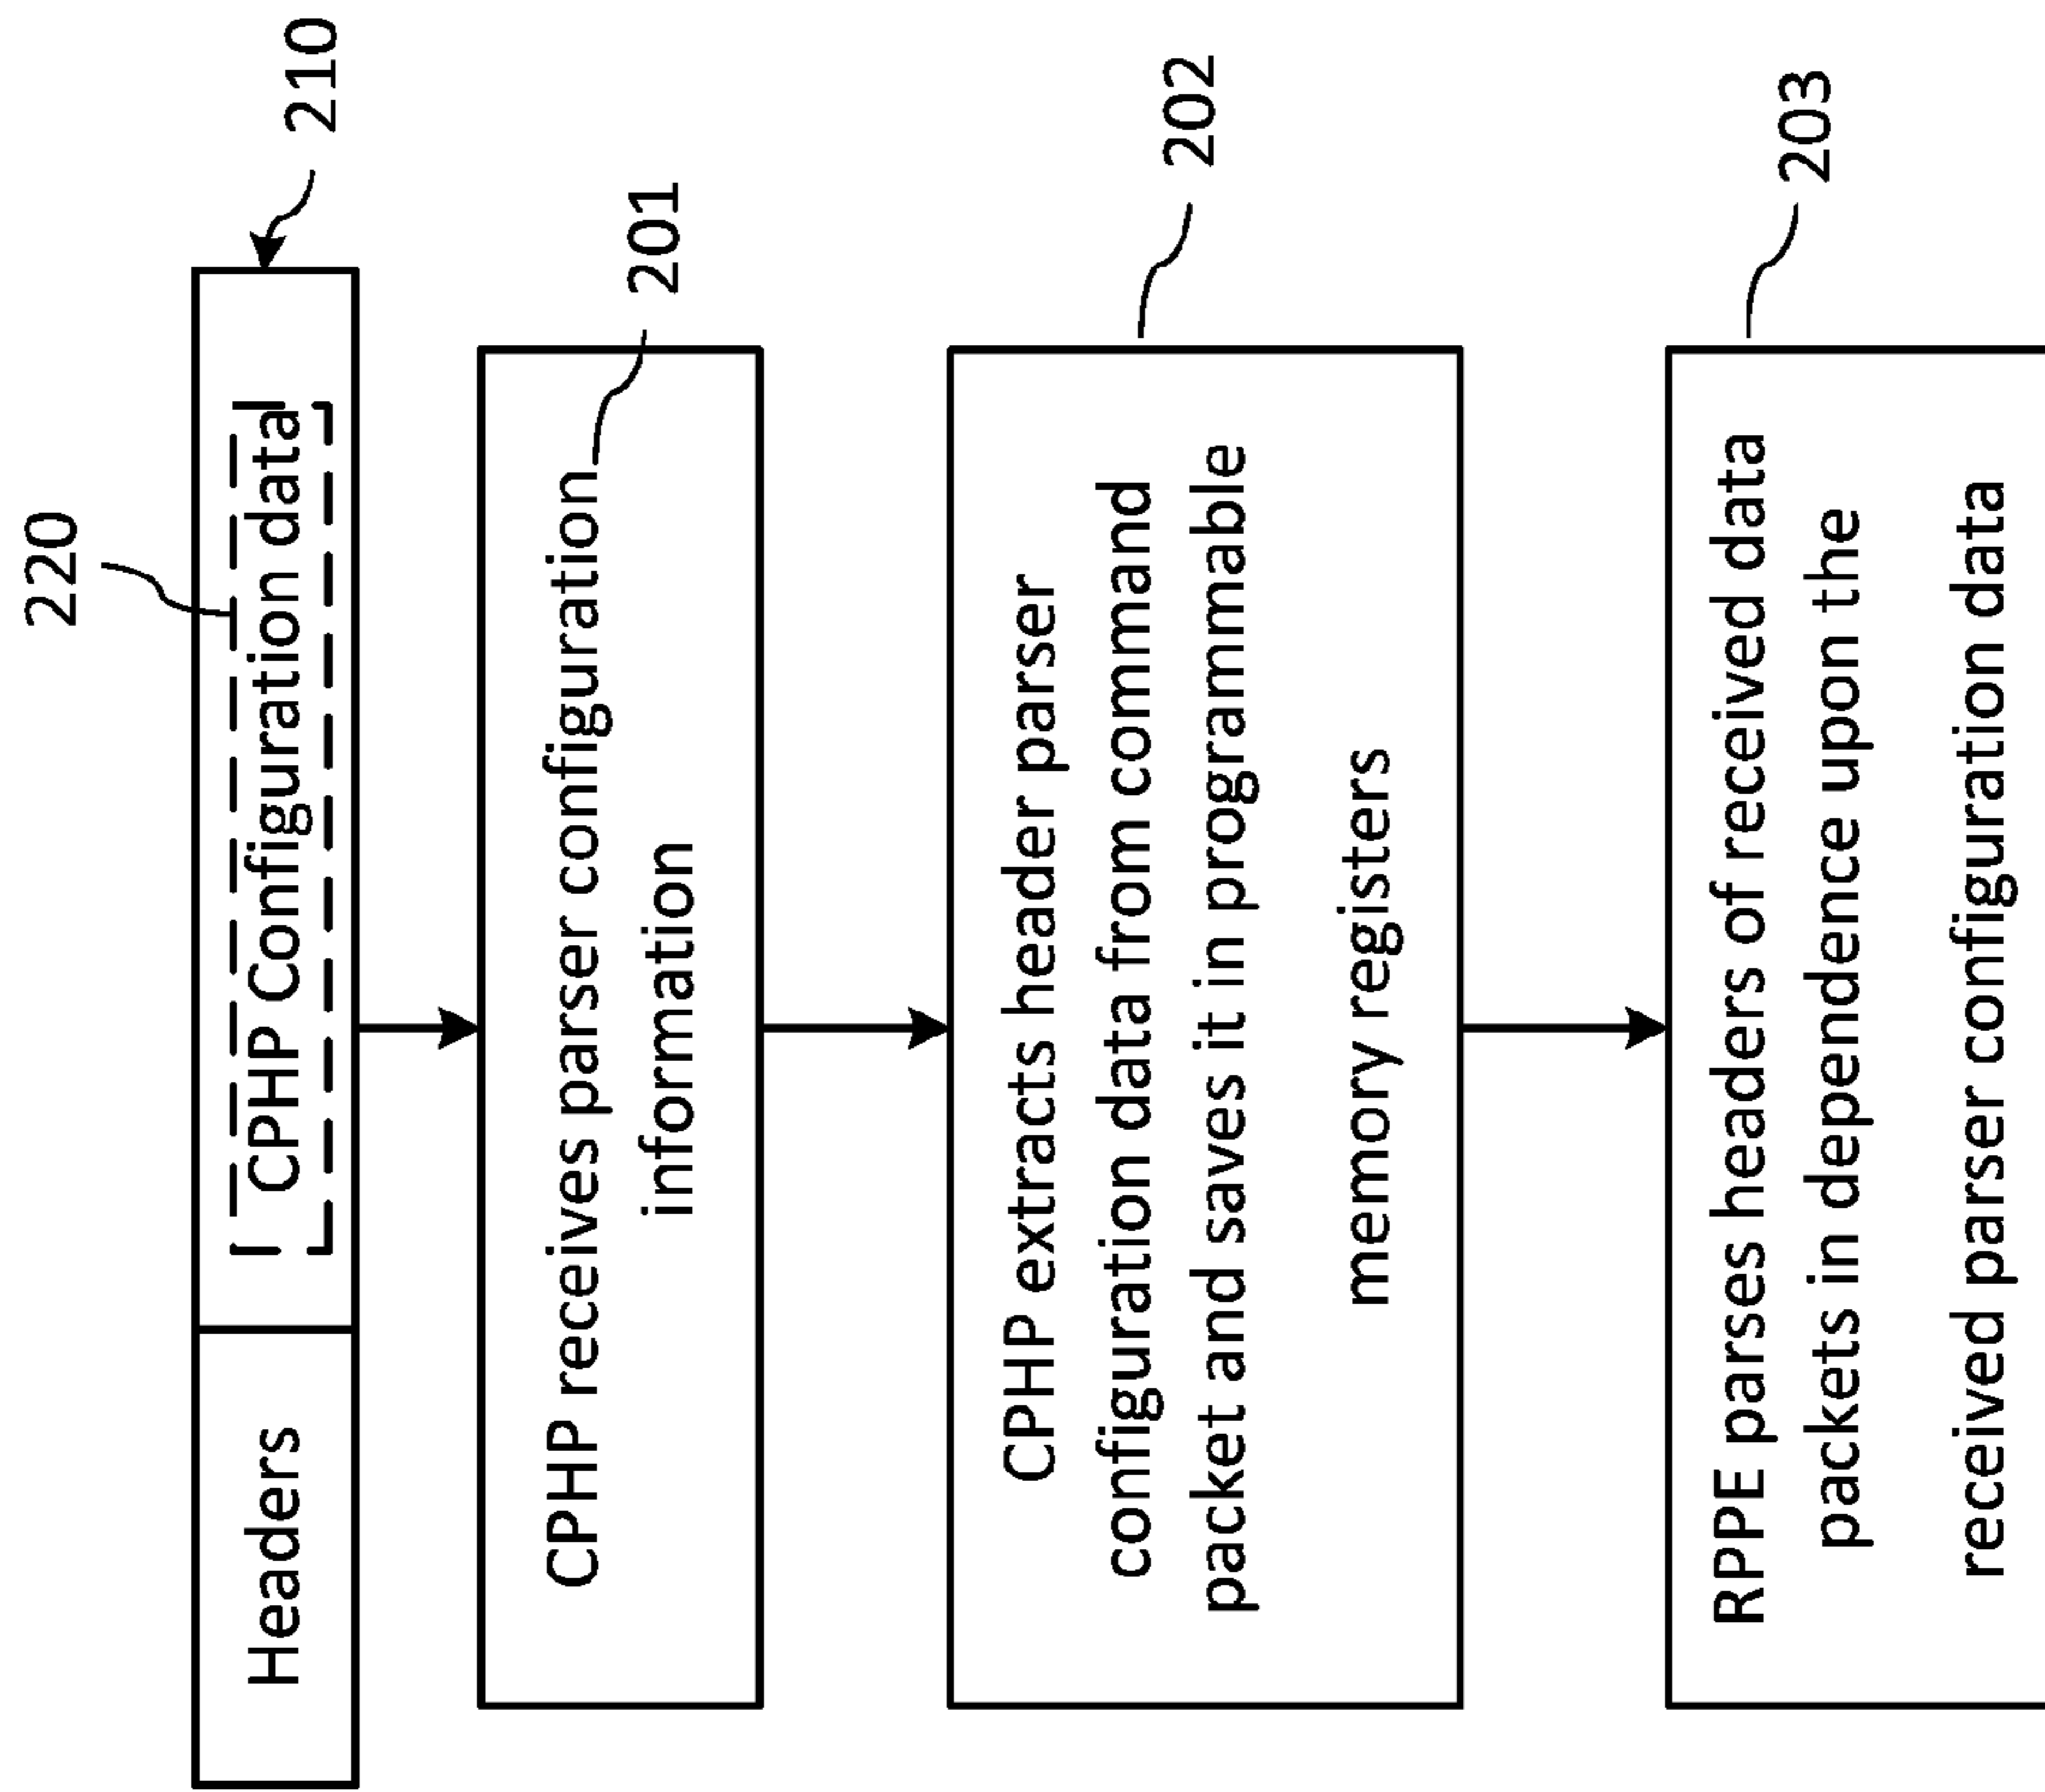 220
210
Headers
CPHP Configuration data
201
CPHP receives parser configuration
information
202
CPHP extracts header parser
configuration data from command
packet and saves it in programmable
memory registers
203
RPPE parses headers of received data
packets in dependence upon the
received parser configuration data